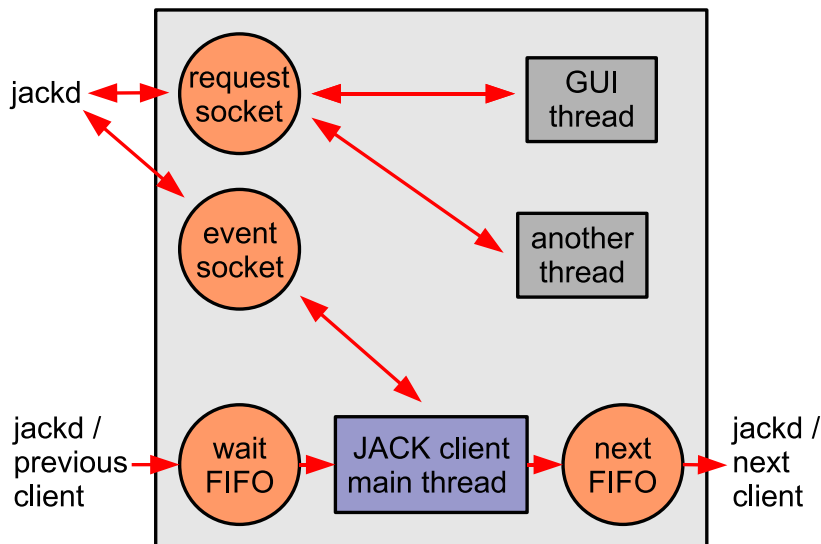 request
socket
GUI
thread
jackd
event
socket
another
thread
jackd /
previous
client
wait
FIFO
JACK client
main thread
next
FIFO
jackd /
next
client